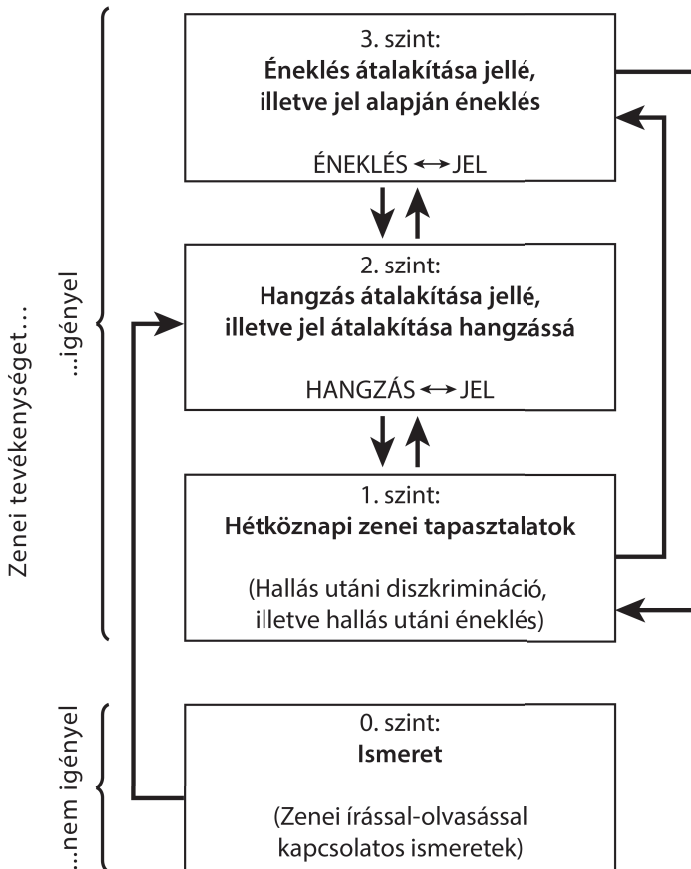 3. szint:
Éneklés átalakítása jellé,
illetve jel alapján éneklés
ÉNEKLÉS ↔ JEL
2. szint:
Hangzás átalakítása jellé,
illetve jel átalakítása hangzássá
HANGZÁS ↔ JEL
1. szint:
Hétköznapi zenei tapasztalatok
(Hallás utáni diszkrimináció,
illetve hallás utáni éneklés)
0. szint:
Ismeret
(Zenei írással-olvasással
kapcsolatos ismeretek)
Zenei tevékenységet…
…igényel
…nem igényel